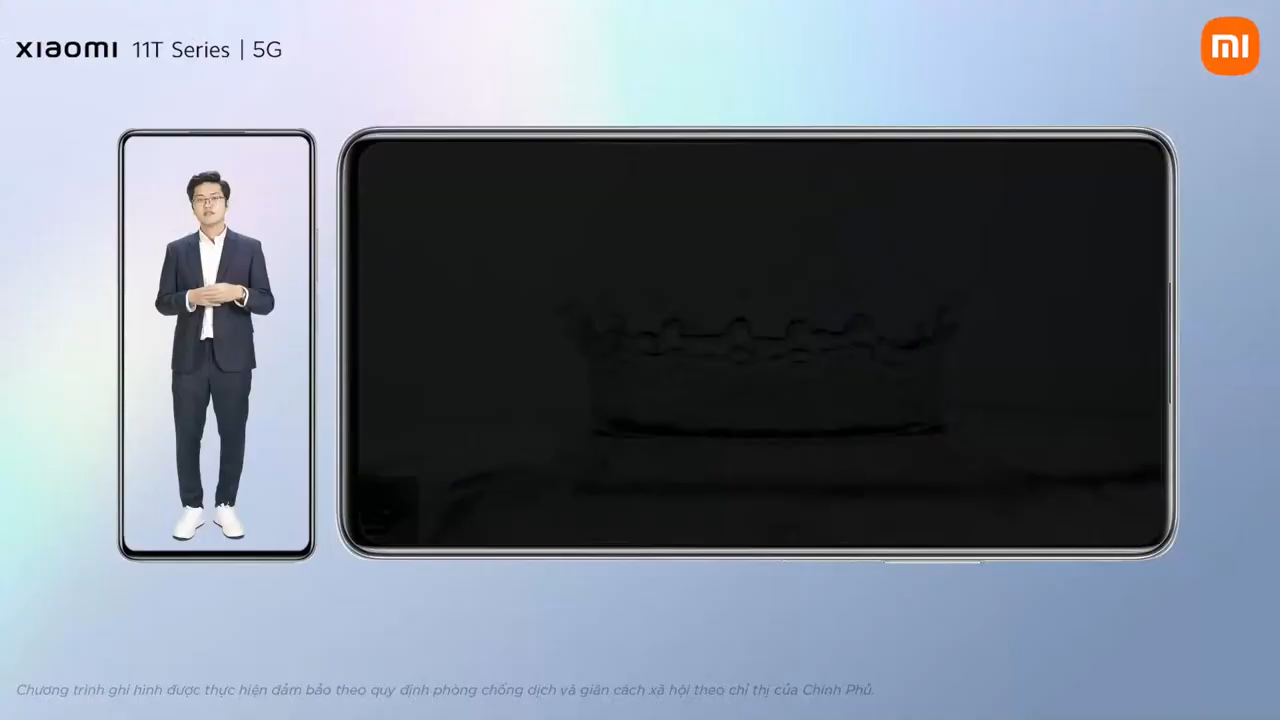 xiaomi 11T Series | 5G
mi
Chương trình ghi hình được thực hiện đảm bảo theo quy định phòng chống dịch và giãn cách xã hội theo chỉ thị của Chính Phủ.